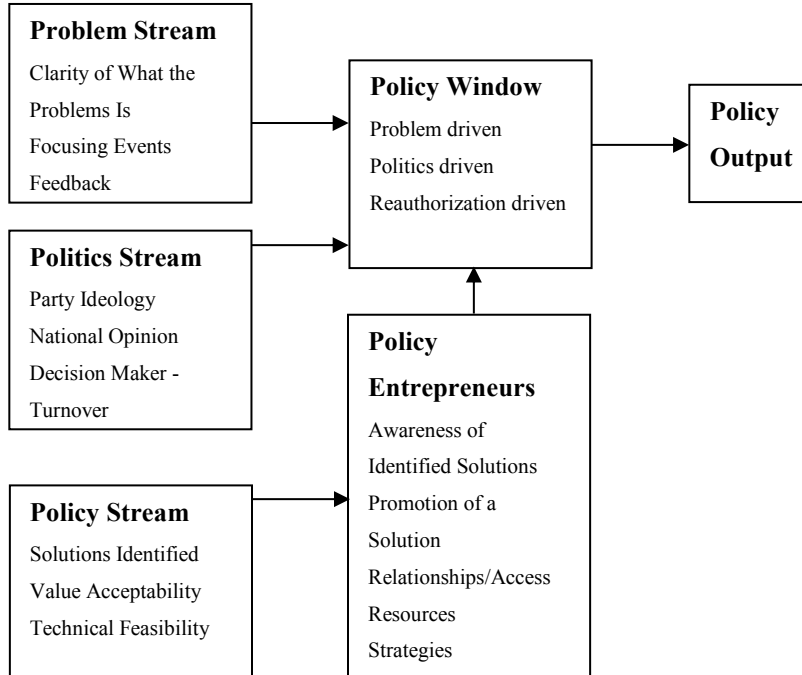 Problem Stream
Clarity of What the
Problems Is
Focusing Events
Feedback
Politics Stream
Party Ideology
National Opinion
Decision Maker -
Turnover
Policy Stream
Solutions Identified
Value Acceptability
Technical Feasibility
Policy Window
Problem driven
Politics driven
Reauthorization driven
Policy
Entrepreneurs
Awareness of
Identified Solutions
Promotion of a
Solution
Relationships/Access
Resources
Strategies
Policy
Output